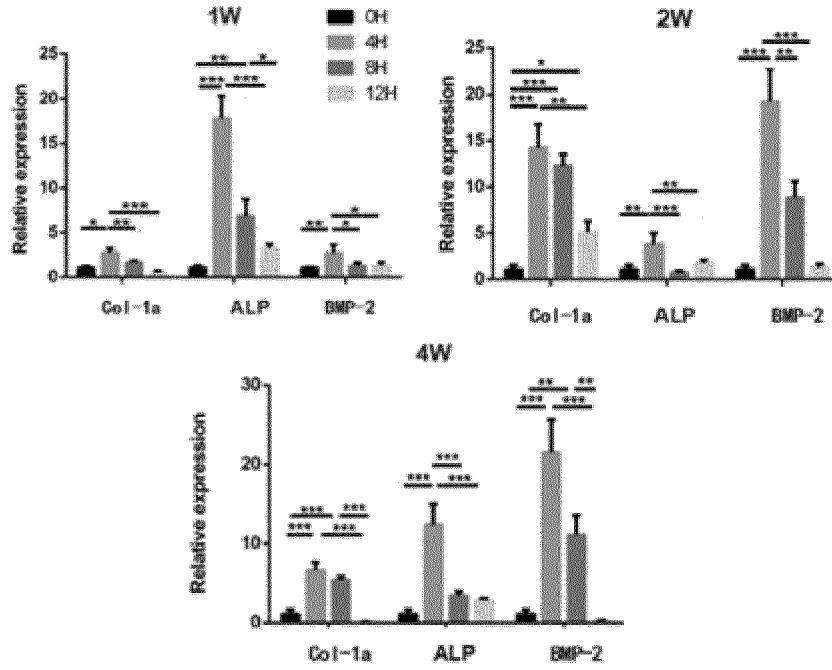 1W
0H
4H
8H
12H
Relative expression
25
20
15
10
5
0
* ** ***
*** ** *** *
** * *
Col-1a ALP BMP-2
2W
Relative expression
25
20
15
10
5
0
*** *** * **
** *** **
*** *** **
Col-1a ALP BMP-2
4W
Relative expression
30
20
10
0
*** *** *** ***
*** *** ***
*** ** *** **
Col-1a ALP BMP-2